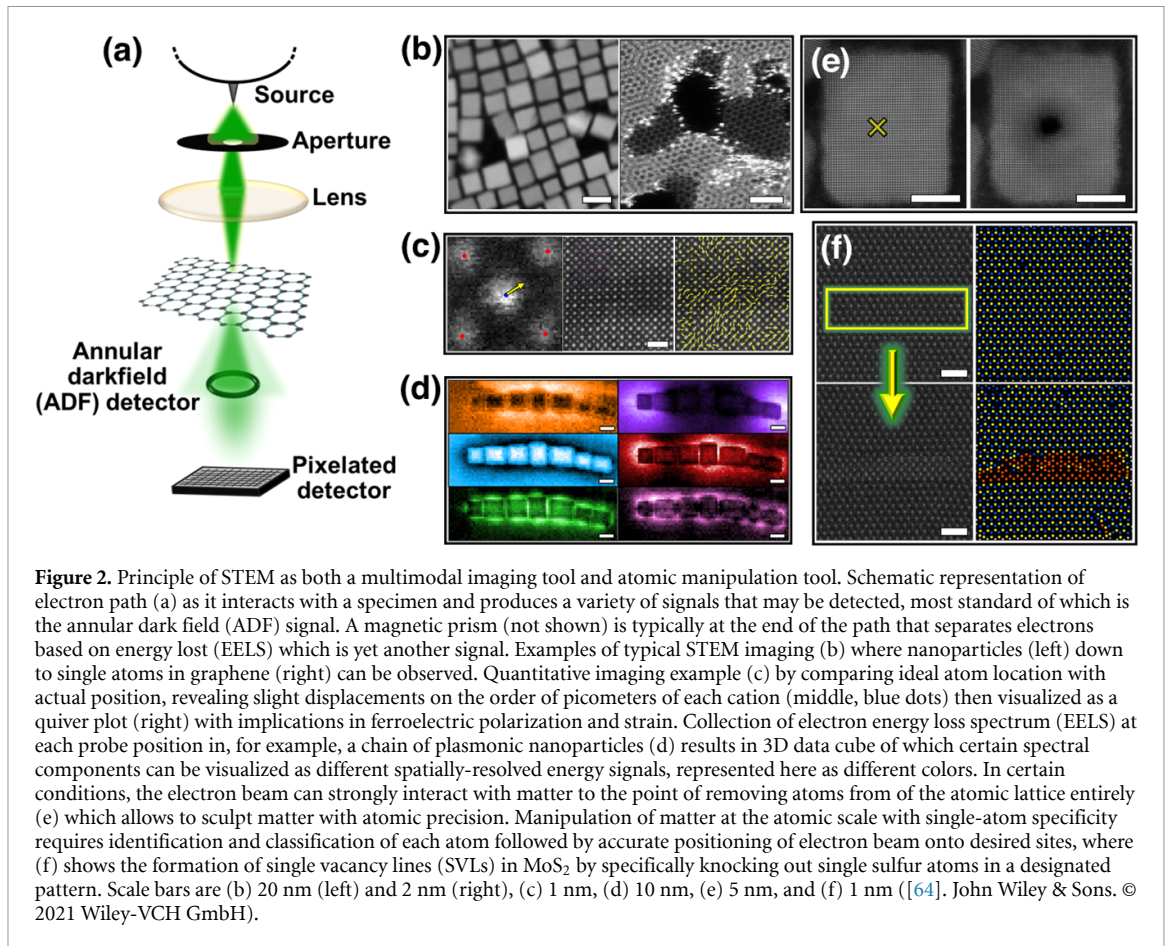 (a)
Source
Aperture
Lens
Annular
darkfield
(ADF) detector
Pixelated
detector
(b)
(c)
(d)
(e)
(f)
Figure 2. Principle of STEM as both a multimodal imaging tool and atomic manipulation tool. Schematic representation of
electron path (a) as it interacts with a specimen and produces a variety of signals that may be detected, most standard of which is
the annular dark field (ADF) signal. A magnetic prism (not shown) is typically at the end of the path that separates electrons
based on energy lost (EELS) which is yet another signal. Examples of typical STEM imaging (b) where nanoparticles (left) down
to single atoms in graphene (right) can be observed. Quantitative imaging example (c) by comparing ideal atom location with
actual position, revealing slight displacements on the order of picometers of each cation (middle, blue dots) then visualized as a
quiver plot (right) with implications in ferroelectric polarization and strain. Collection of electron energy loss spectrum (EELS) at
each probe position in, for example, a chain of plasmonic nanoparticles (d) results in 3D data cube of which certain spectral
components can be visualized as different spatially-resolved energy signals, represented here as different colors. In certain
conditions, the electron beam can strongly interact with matter to the point of removing atoms from of the atomic lattice entirely
(e) which allows to sculpt matter with atomic precision. Manipulation of matter at the atomic scale with single-atom specificity
requires identification and classification of each atom followed by accurate positioning of electron beam onto desired sites, where
(f) shows the formation of single vacancy lines (SVLs) in MoS₂ by specifically knocking out single sulfur atoms in a designated
pattern. Scale bars are (b) 20 nm (left) and 2 nm (right), (c) 1 nm, (d) 10 nm, (e) 5 nm, and (f) 1 nm ([64]. John Wiley & Sons. ©
2021 Wiley-VCH GmbH).